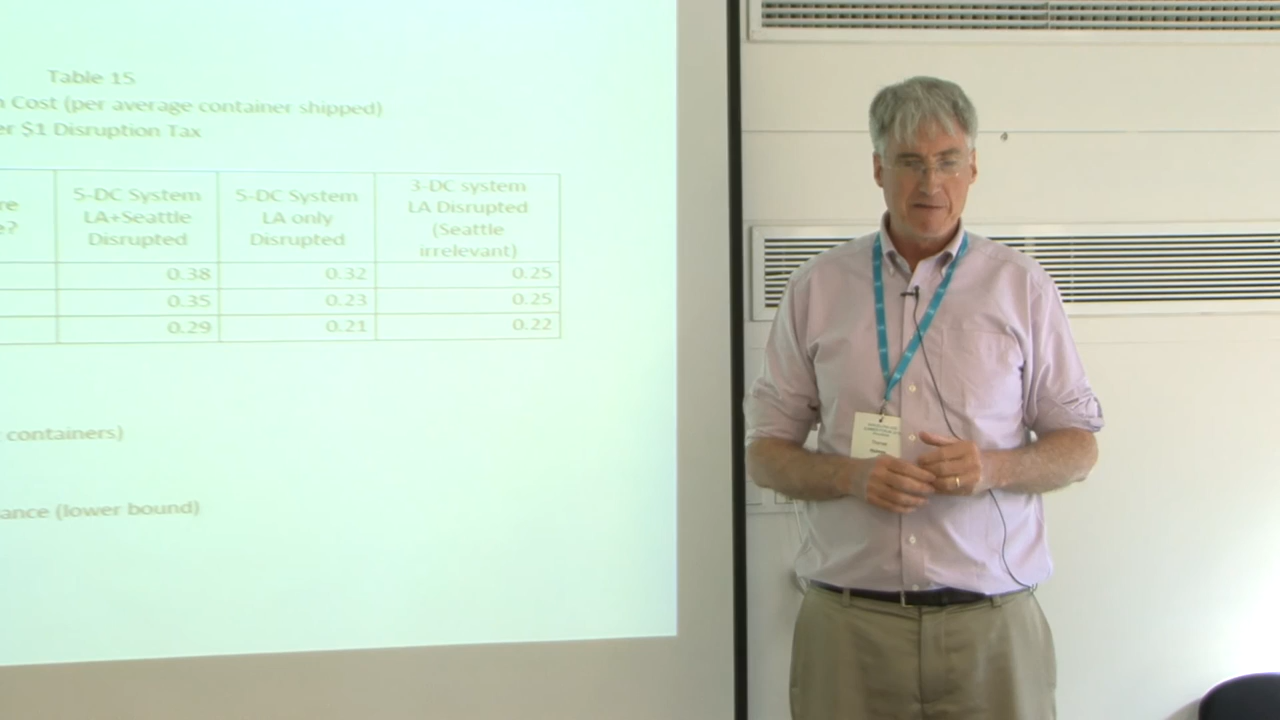 Table 15
n Cost (per average container shipped)
er $1 Disruption Tax
re
e?
5-DC System
LA+Seattle
Disrupted
5-DC System
LA only
Disrupted
3-DC system
LA Disrupted
(Seattle
irrelevant)
0.38 0.32 0.25
0.35 0.23 0.25
0.29 0.21 0.22
containers)
ance (lower bound)